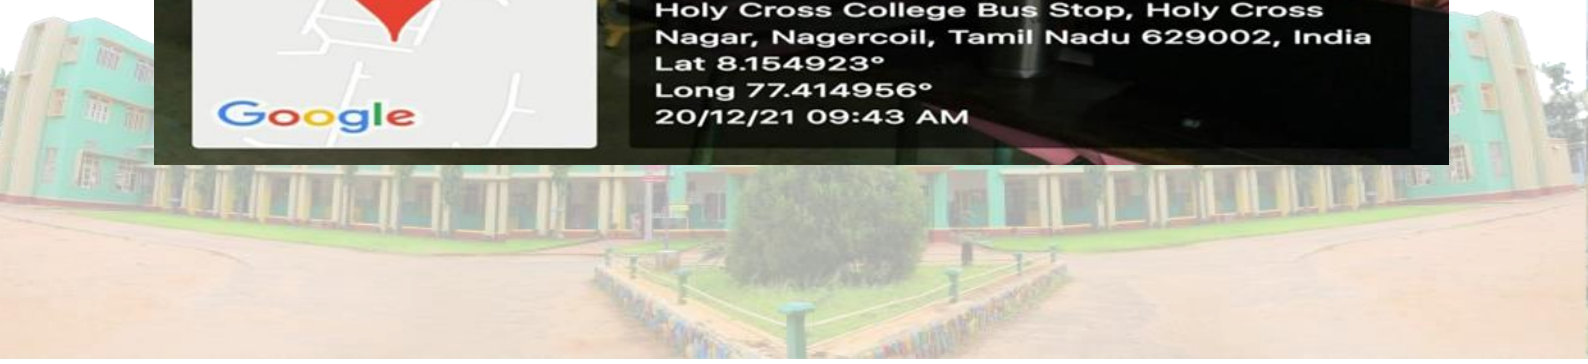 Holy Cross College Bus Stop, Holy Cross
Nagar, Nagercoil, Tamil Nadu 629002, India
Lat 8.154923°
Long 77.414956°
20/12/21 09:43 AM
Google